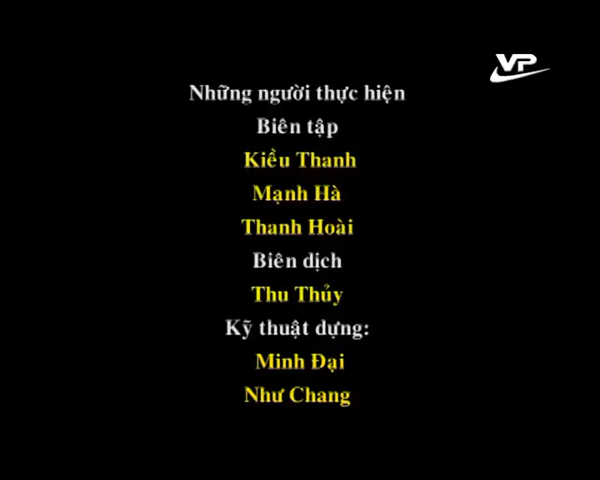 VP
Những người thực hiện
Biên tập
Kiều Thanh
Mạnh Hà
Thanh Hoài
Biên dịch
Thu Thủy
Kỹ thuật dựng:
Minh Đại
Như Chang